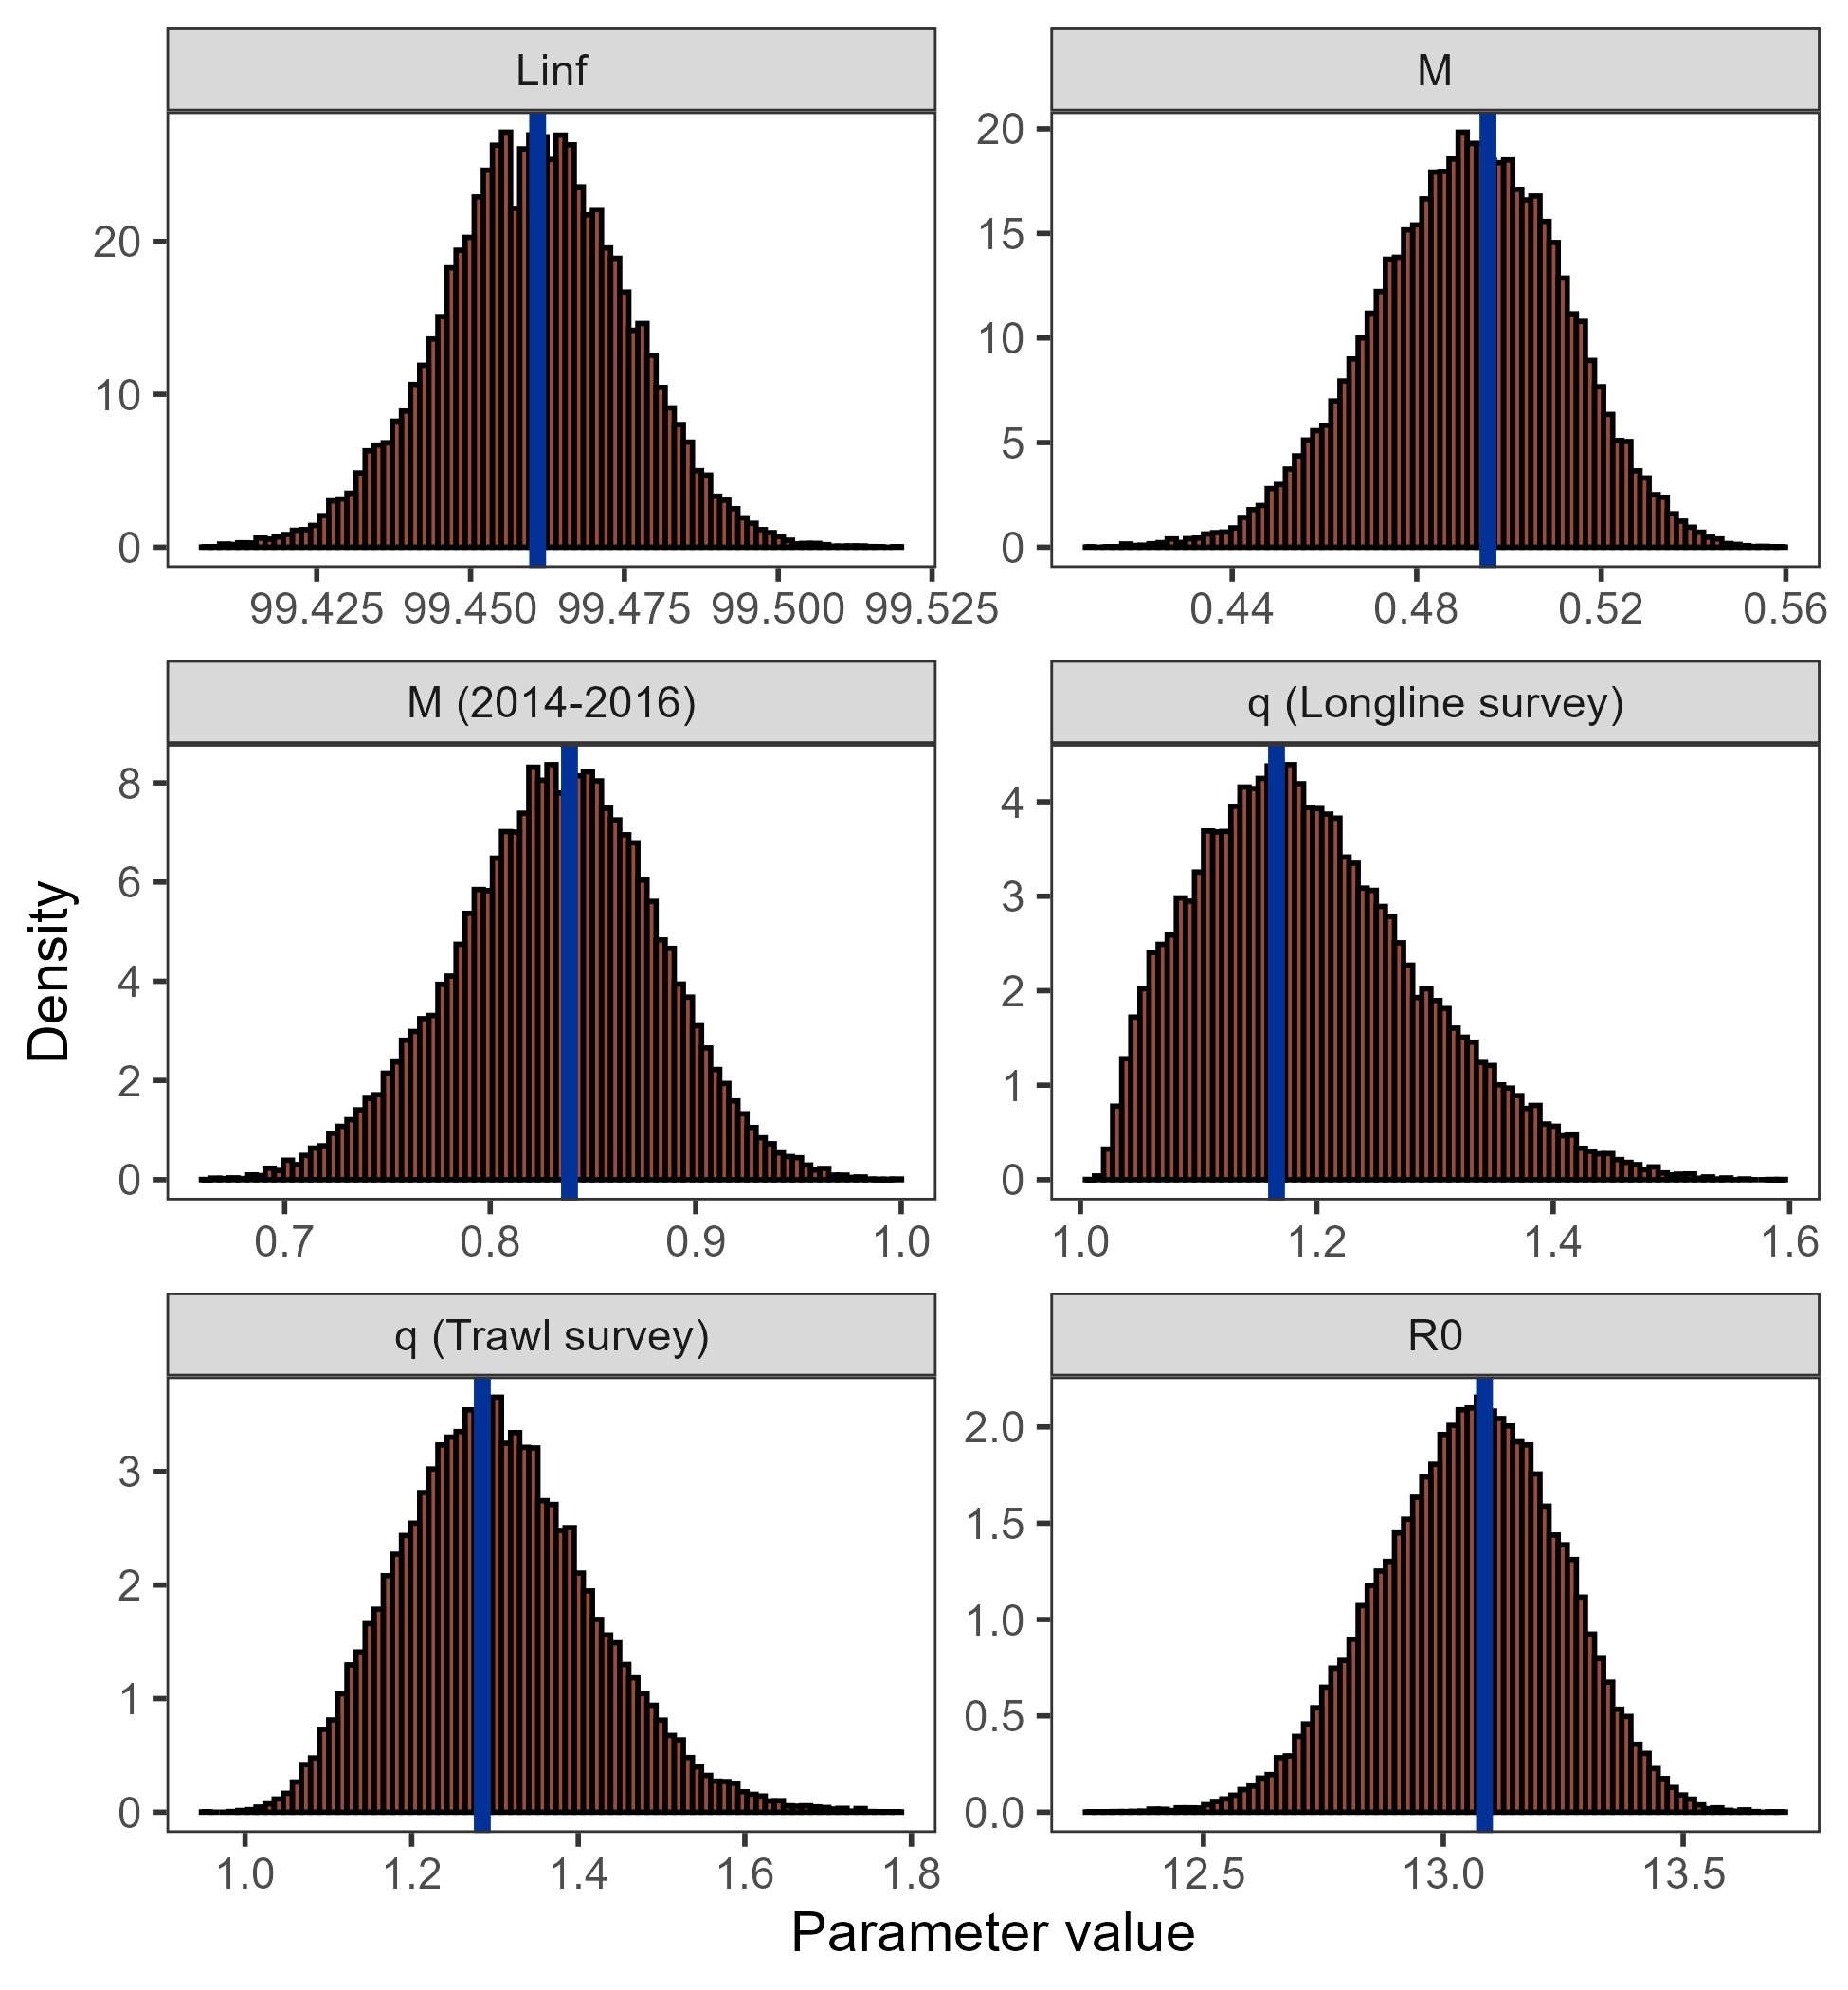 Linf
M
20
10
0
20
15
10
5
0
99.425 99.450 99.475 99.500 99.525
0.44 0.48 0.52 0.56
M (2014-2016)
q (Longline survey)
8
6
4
2
0
4
3
2
1
0
0.7 0.8 0.9 1.0
1.0 1.2 1.4 1.6
Density
q (Trawl survey)
R0
3
2
1
0
2.0
1.5
1.0
0.5
0.0
1.0 1.2 1.4 1.6 1.8
12.5 13.0 13.5
Parameter value